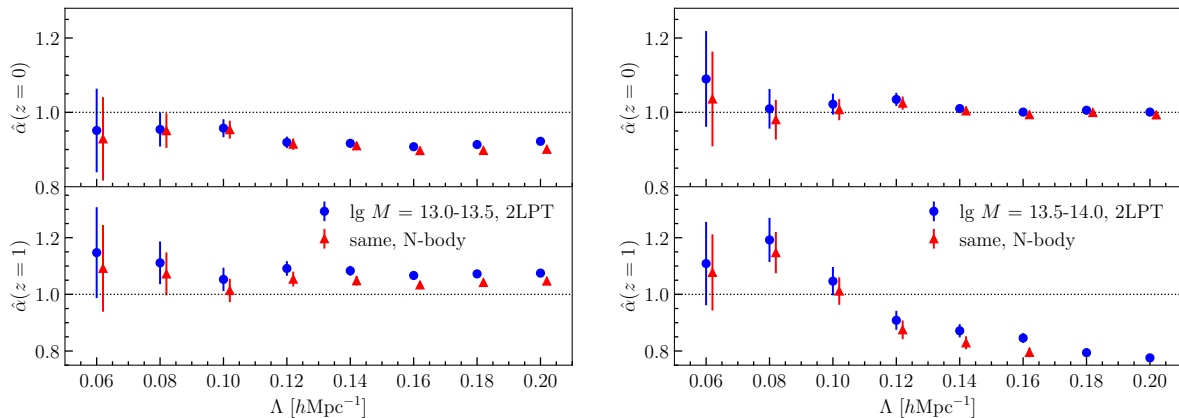 1.2
1.0
0.8
α̂(z = 0)
1.2
1.0
0.8
α̂(z = 1)
lg M = 13.0-13.5, 2LPT
same, N-body
0.06 0.08 0.10 0.12 0.14 0.16 0.18 0.20
Λ [hMpc⁻¹]
1.2
1.0
0.8
α̂(z = 0)
1.2
1.0
0.8
α̂(z = 1)
lg M = 13.5-14.0, 2LPT
same, N-body
0.06 0.08 0.10 0.12 0.14 0.16 0.18 0.20
Λ [hMpc⁻¹]